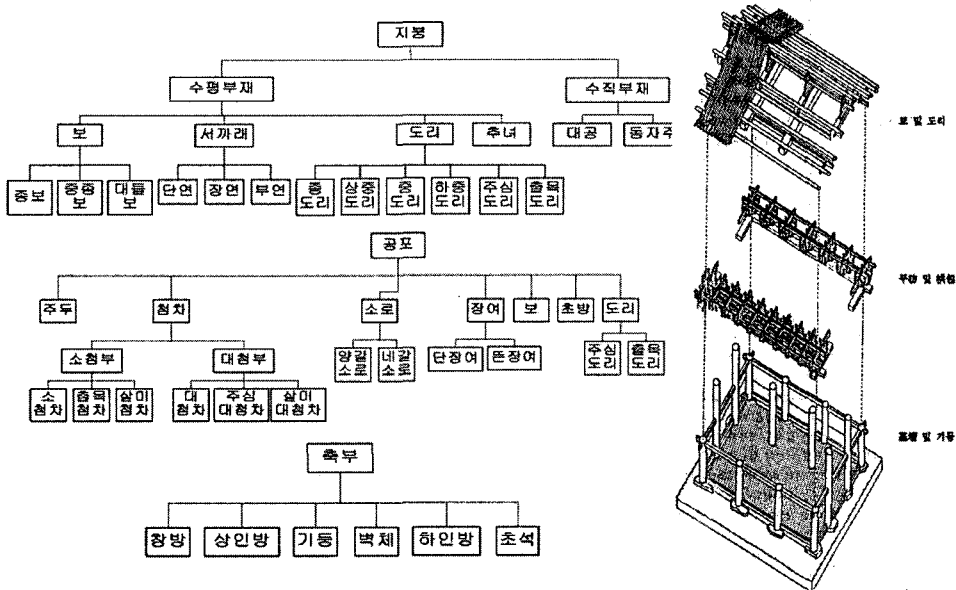 지붕
수평부재
수직부재
보
서까래
도리
추녀
대공
동자주
종보
중종
보
대들
보
단연
장연
부연
종
도리
상중
도리
중
도리
하중
도리
주심
도리
출목
도리
보 및 도리
공포
주두
첨차
소로
장여
보
초방
도리
소첨부
대첨부
양갈
소로
네갈
소로
단장여
뜬장여
주심
도리
출목
도리
소
첨차
출목
첨차
살미
첨차
대
첨차
주심
대첨차
살미
대첨차
축부
창방
상인방
기둥
벽체
하인방
초석
및 기둥